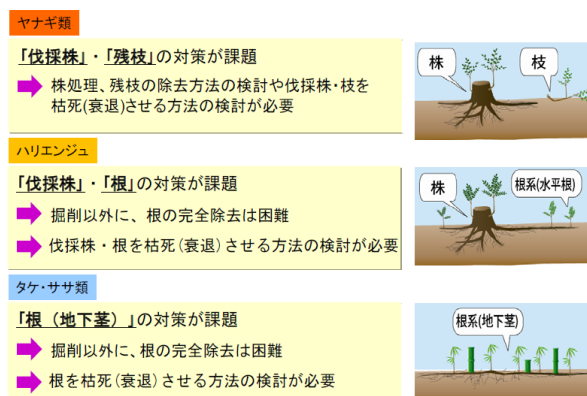 ヤナギ類
「伐採株」・「残枝」の対策が課題
株処理、残枝の除去方法の検討や伐採株・枝を
枯死(衰退)させる方法の検討が必要
株
枝
ハリエンジュ
「伐採株」・「根」の対策が課題
掘削以外に、根の完全除去は困難
伐採株・根を枯死(衰退)させる方法の検討が必要
株
根系(水平根)
タケ・ササ類
「根（地下茎）」の対策が課題
掘削以外に、根の完全除去は困難
根を枯死(衰退)させる方法の検討が必要
根系(地下茎)